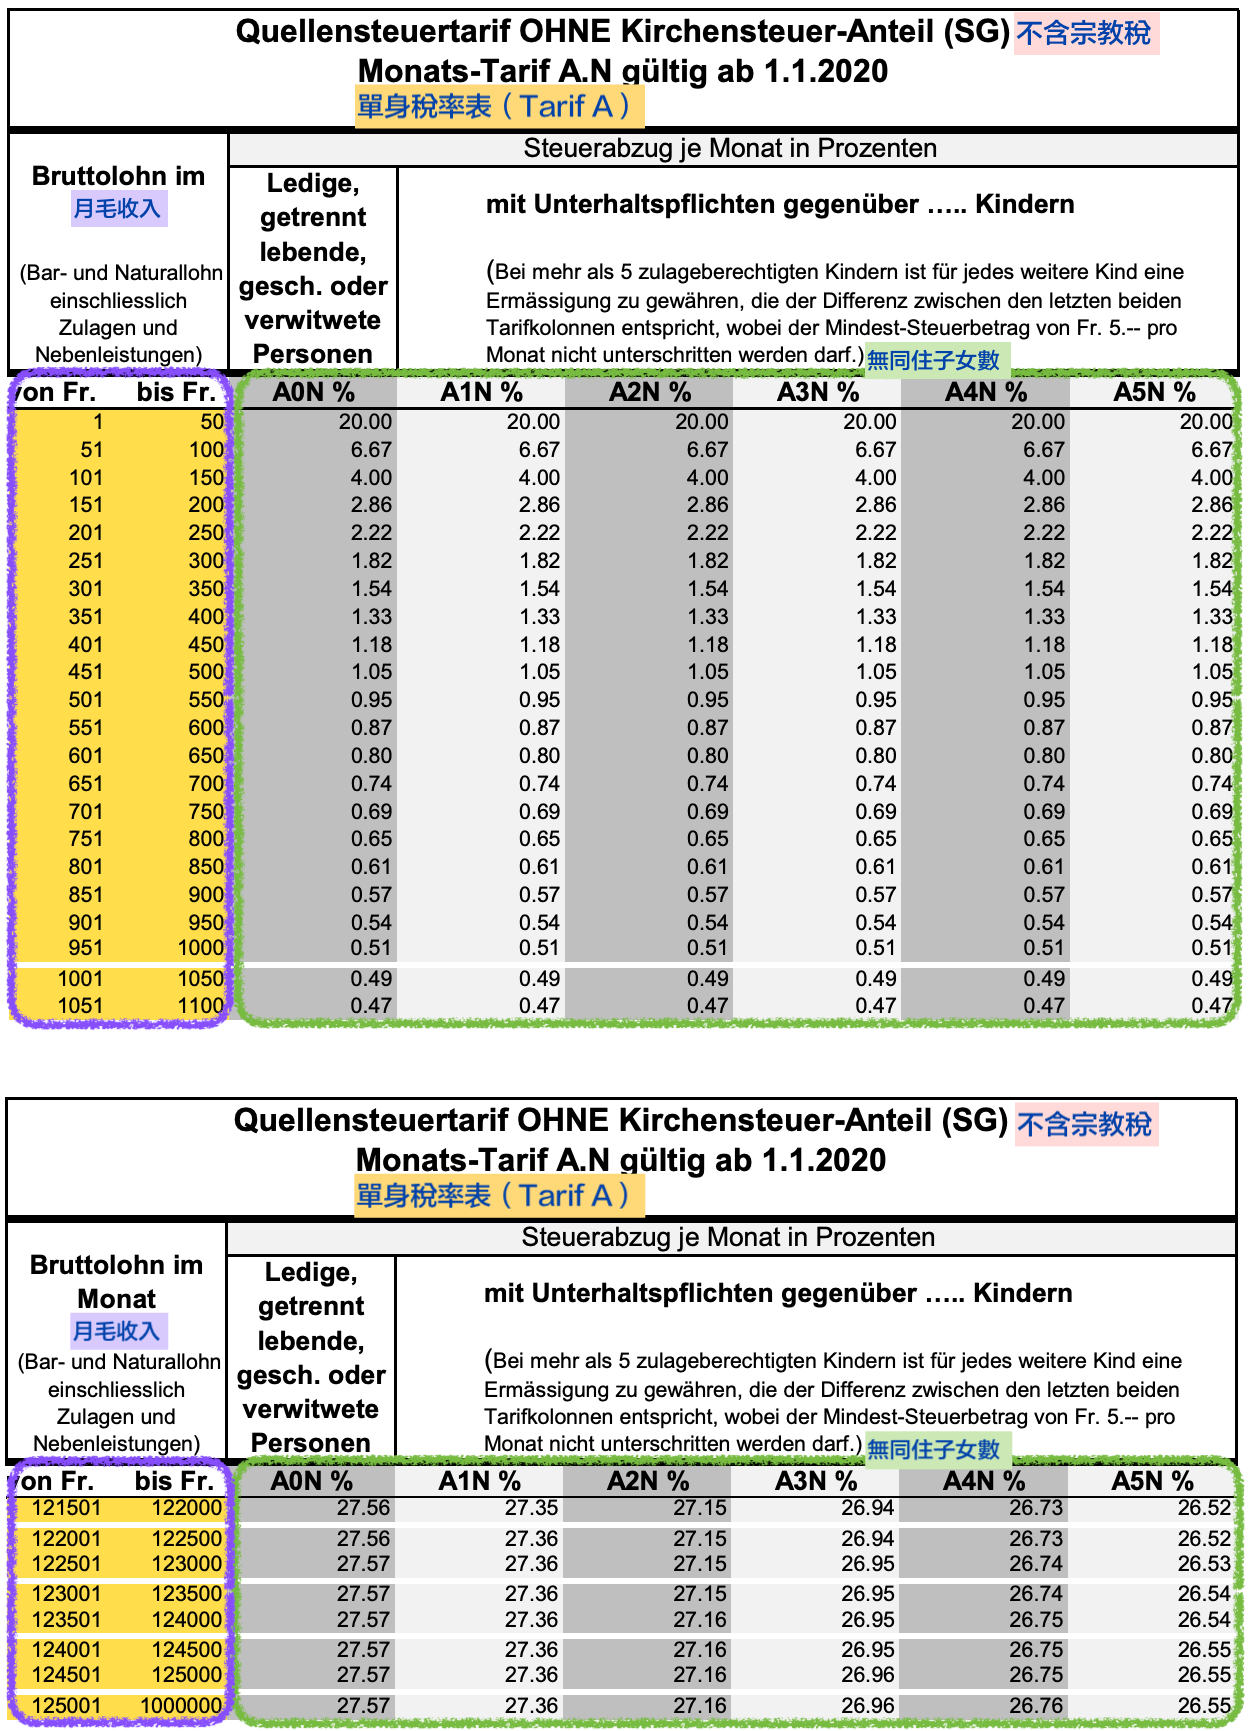 Quellensteuertarif OHNE Kirchensteuer-Anteil (SG) 不含宗教稅
Monats-Tarif A.N gültig ab 1.1.2020
單身稅率表（Tarif A）
Steuerabzug je Monat in Prozenten
Bruttolohn im
月毛收入
(Bar- und Naturallohn
einschliesslich
Zulagen und
Nebenleistungen)
Ledige,
getrennt
lebende,
gesch. oder
verwitwete
Personen
mit Unterhaltspflichten gegenüber ….. Kindern
(Bei mehr als 5 zulageberechtigten Kindern ist für jedes weitere Kind eine
Ermässigung zu gewähren, die der Differenz zwischen den letzten beiden
Tarifkolonnen entspricht, wobei der Mindest-Steuerbetrag von Fr. 5.-- pro
Monat nicht unterschritten werden darf.) 無同住子女數
von Fr. bis Fr. A0N % A1N % A2N % A3N % A4N % A5N %
1 50 20.00 20.00 20.00 20.00 20.00 20.00
51 100 6.67 6.67 6.67 6.67 6.67 6.67
101 150 4.00 4.00 4.00 4.00 4.00 4.00
151 200 2.86 2.86 2.86 2.86 2.86 2.86
201 250 2.22 2.22 2.22 2.22 2.22 2.22
251 300 1.82 1.82 1.82 1.82 1.82 1.82
301 350 1.54 1.54 1.54 1.54 1.54 1.54
351 400 1.33 1.33 1.33 1.33 1.33 1.33
401 450 1.18 1.18 1.18 1.18 1.18 1.18
451 500 1.05 1.05 1.05 1.05 1.05 1.05
501 550 0.95 0.95 0.95 0.95 0.95 0.95
551 600 0.87 0.87 0.87 0.87 0.87 0.87
601 650 0.80 0.80 0.80 0.80 0.80 0.80
651 700 0.74 0.74 0.74 0.74 0.74 0.74
701 750 0.69 0.69 0.69 0.69 0.69 0.69
751 800 0.65 0.65 0.65 0.65 0.65 0.65
801 850 0.61 0.61 0.61 0.61 0.61 0.61
851 900 0.57 0.57 0.57 0.57 0.57 0.57
901 950 0.54 0.54 0.54 0.54 0.54 0.54
951 1000 0.51 0.51 0.51 0.51 0.51 0.51
1001 1050 0.49 0.49 0.49 0.49 0.49 0.49
1051 1100 0.47 0.47 0.47 0.47 0.47 0.47
Quellensteuertarif OHNE Kirchensteuer-Anteil (SG) 不含宗教稅
Monats-Tarif A.N gültig ab 1.1.2020
單身稅率表（Tarif A）
Steuerabzug je Monat in Prozenten
Bruttolohn im
Monat
月毛收入
(Bar- und Naturallohn
einschliesslich
Zulagen und
Nebenleistungen)
Ledige,
getrennt
lebende,
gesch. oder
verwitwete
Personen
mit Unterhaltspflichten gegenüber ….. Kindern
(Bei mehr als 5 zulageberechtigten Kindern ist für jedes weitere Kind eine
Ermässigung zu gewähren, die der Differenz zwischen den letzten beiden
Tarifkolonnen entspricht, wobei der Mindest-Steuerbetrag von Fr. 5.-- pro
Monat nicht unterschritten werden darf.) 無同住子女數
von Fr. bis Fr. A0N % A1N % A2N % A3N % A4N % A5N %
121501 122000 27.56 27.35 27.15 26.94 26.73 26.52
122001 122500 27.56 27.36 27.15 26.94 26.73 26.52
122501 123000 27.57 27.36 27.15 26.95 26.74 26.53
123001 123500 27.57 27.36 27.15 26.95 26.74 26.54
123501 124000 27.57 27.36 27.16 26.95 26.75 26.54
124001 124500 27.57 27.36 27.16 26.95 26.75 26.55
124501 125000 27.57 27.36 27.16 26.96 26.75 26.55
125001 1000000 27.57 27.36 27.16 26.96 26.76 26.55